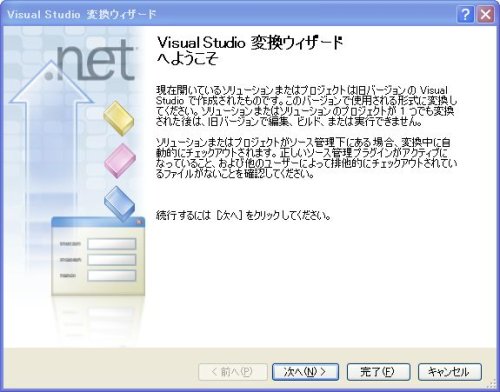 Visual Studio 変換ウィザード
.net
Visual Studio 変換ウィザード
へようこそ
現在開いているソリューションまたはプロジェクトは旧バージョンの Visual
Studio で作成されたものです。このバージョンで使用される形式に変換し
てください。ソリューションまたはソリューションのプロジェクトが 1 つでも変換
された後は、旧バージョンで編集、ビルド、または実行できません。
ソリューションまたはプロジェクトがソース管理下にある場合、変換中に自
動的にチェックアウトされます。正しいソース管理プラグインがアクティブに
なっていること、および他のユーザーによって排他的にチェックアウトされてい
るファイルがないことを確認してください。
続行するには [次へ] をクリックしてください。
< 前へ(P)
次へ(N) >
完了(F)
キャンセル